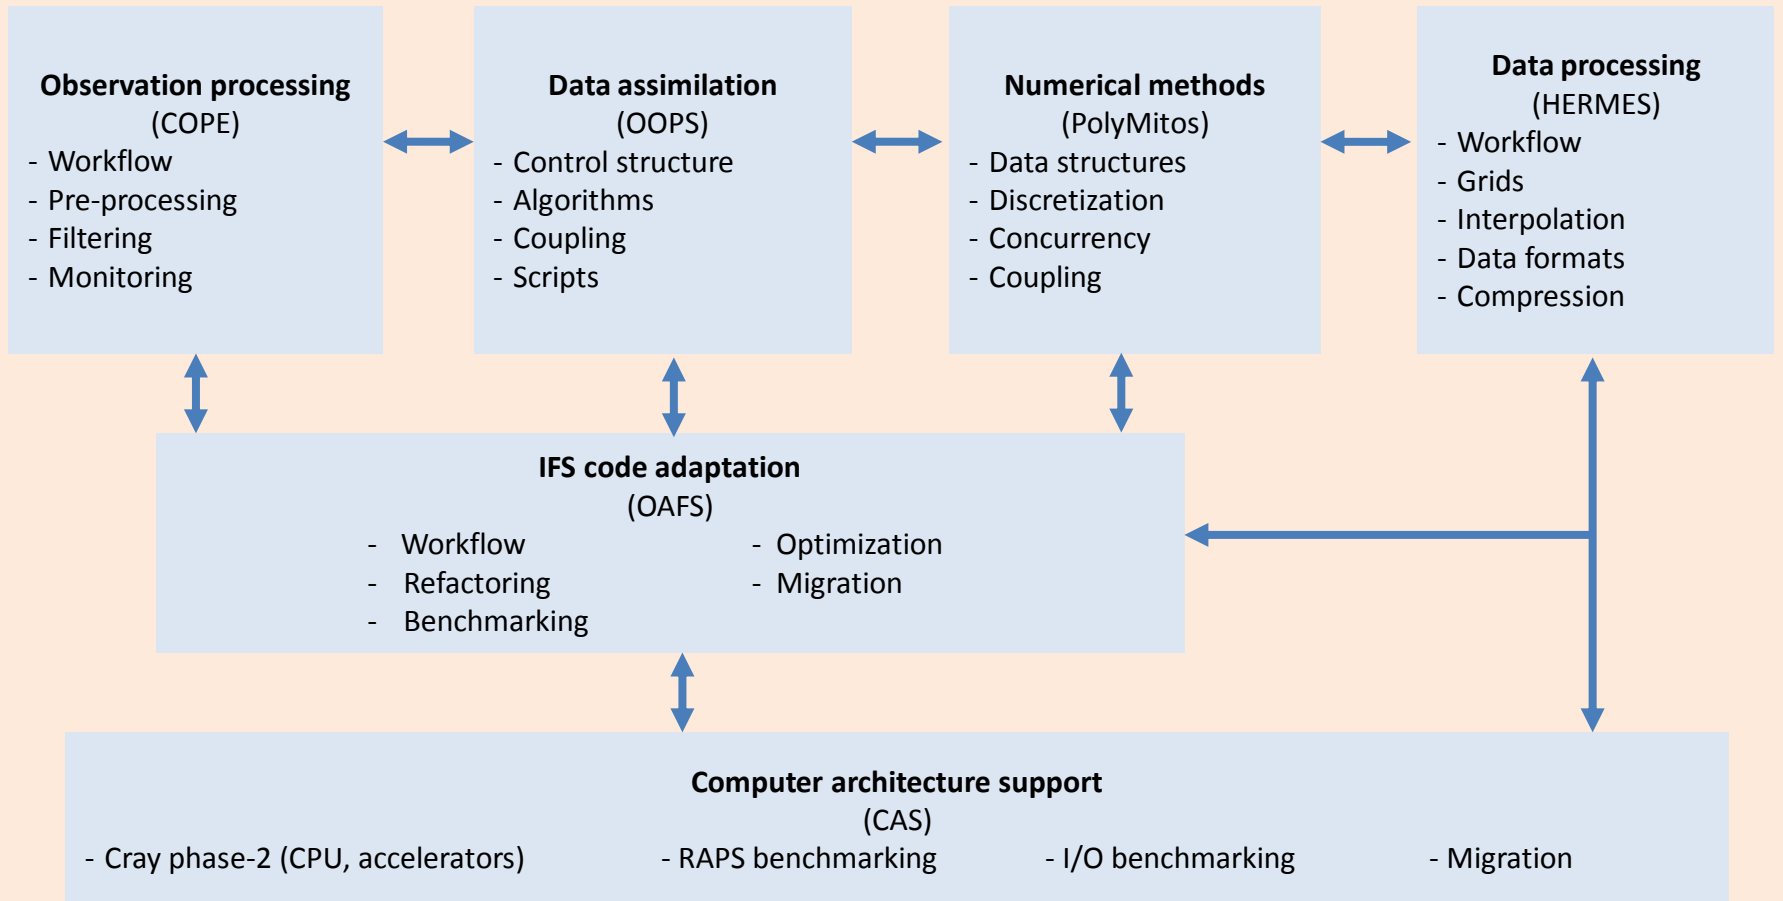 Observation processing
(COPE)
- Workflow
- Pre-processing
- Filtering
- Monitoring
Data assimilation
(OOPS)
- Control structure
- Algorithms
- Coupling
- Scripts
Numerical methods
(PolyMitos)
- Data structures
- Discretization
- Concurrency
- Coupling
Data processing
(HERMES)
- Workflow
- Grids
- Interpolation
- Data formats
- Compression
IFS code adaptation
(OAFS)
- Workflow
- Refactoring
- Benchmarking
- Optimization
- Migration
Computer architecture support
(CAS)
- Cray phase-2 (CPU, accelerators) - RAPS benchmarking - I/O benchmarking - Migration